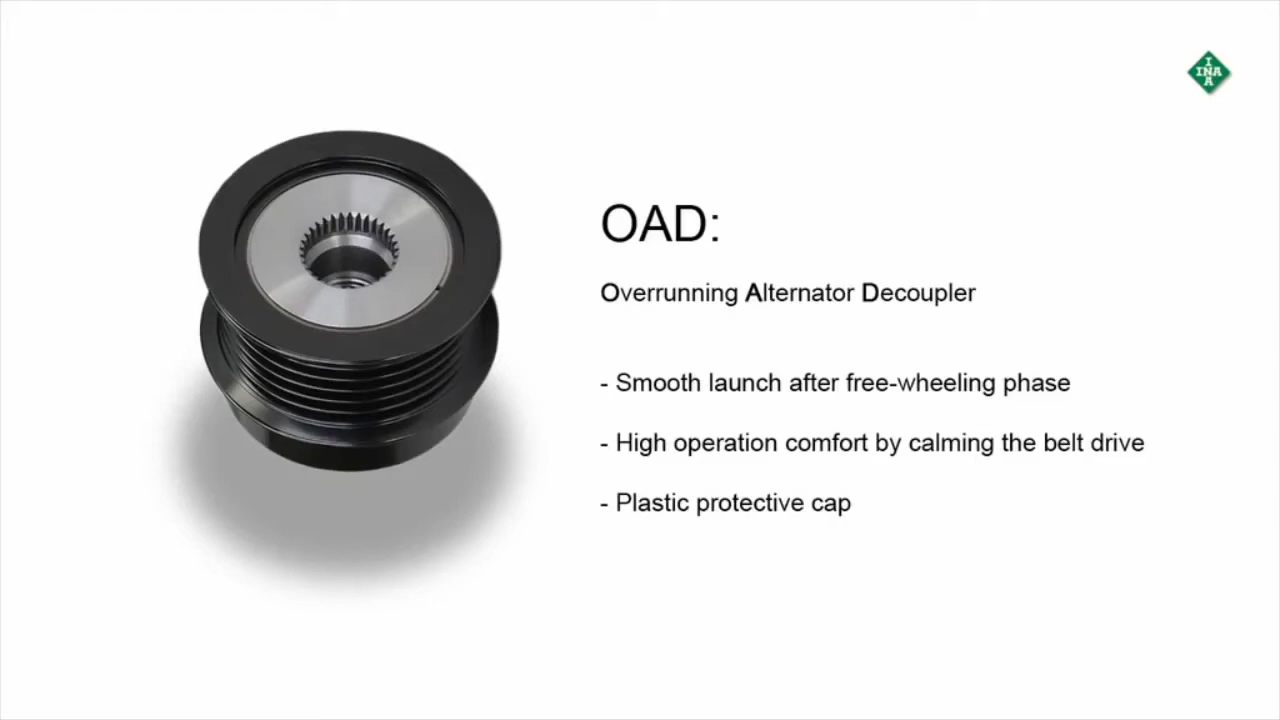 INA
OAD:
Overrunning Alternator Decoupler
- Smooth launch after free-wheeling phase
- High operation comfort by calming the belt drive
- Plastic protective cap